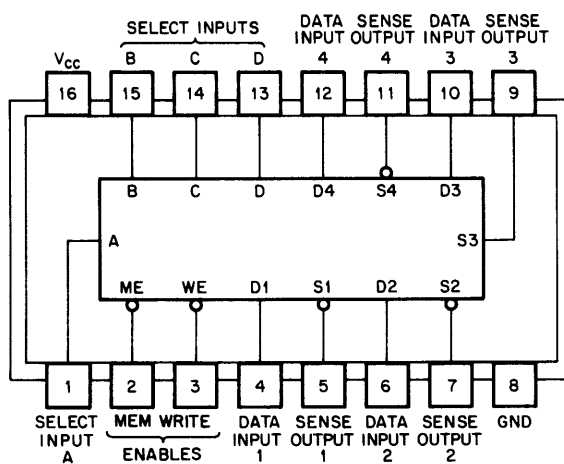 SELECT INPUTS
DATA INPUT 4
SENSE OUTPUT 4
DATA INPUT 3
SENSE OUTPUT 3
VCC B C D
16 15 14 13 12 11 10 9
B C D D4 S4 D3
A S3
ME WE D1 S1 D2 S2
1 2 3 4 5 6 7 8
SELECT INPUT A
MEM WRITE
ENABLES
DATA INPUT 1
SENSE OUTPUT 1
DATA INPUT 2
SENSE OUTPUT 2
GND